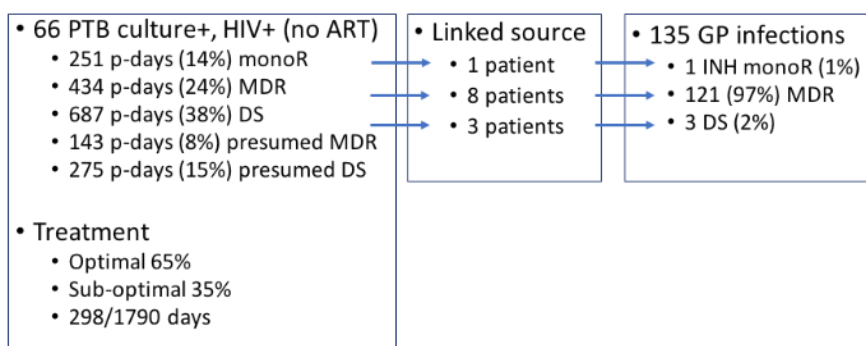 • 66 PTB culture+, HIV+ (no ART)
• 251 p-days (14%) monoR
• 434 p-days (24%) MDR
• 687 p-days (38%) DS
• 143 p-days (8%) presumed MDR
• 275 p-days (15%) presumed DS
• Treatment
• Optimal 65%
• Sub-optimal 35%
• 298/1790 days
• Linked source
• 1 patient
• 8 patients
• 3 patients
• 135 GP infections
• 1 INH monoR (1%)
• 121 (97%) MDR
• 3 DS (2%)